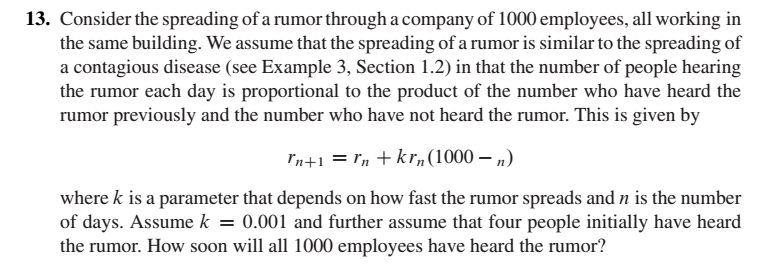 13. Consider the spreading of a rumor through a company of 1000 employees, all working in
the same building. We assume that the spreading of a rumor is similar to the spreading of
a contagious disease (see Example 3, Section 1.2) in that the number of people hearing
the rumor each day is proportional to the product of the number who have heard the
rumor previously and the number who have not heard the rumor. This is given by
rₙ₊₁ = rₙ + krₙ(1000 − ₙ)
where k is a parameter that depends on how fast the rumor spreads and n is the number
of days. Assume k = 0.001 and further assume that four people initially have heard
the rumor. How soon will all 1000 employees have heard the rumor?